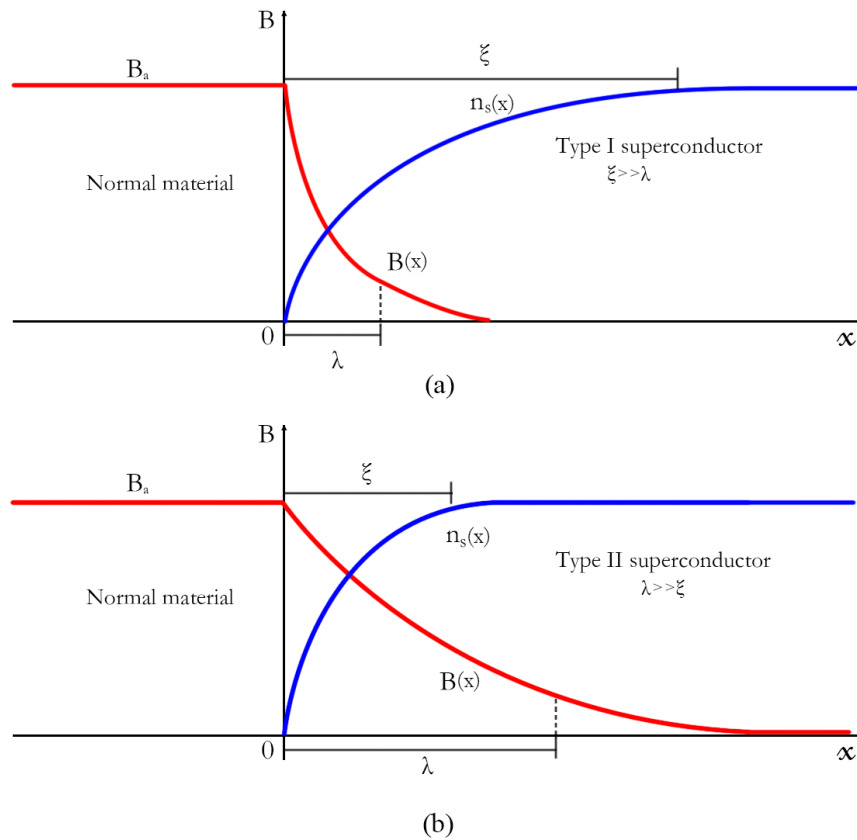 B
Bₐ
ξ
nₛ(x)
Type I superconductor
ξ>>λ
Normal material
B(x)
0
λ
x
(a)
B
Bₐ
ξ
nₛ(x)
Type II superconductor
λ>>ξ
Normal material
B(x)
0
λ
x
(b)